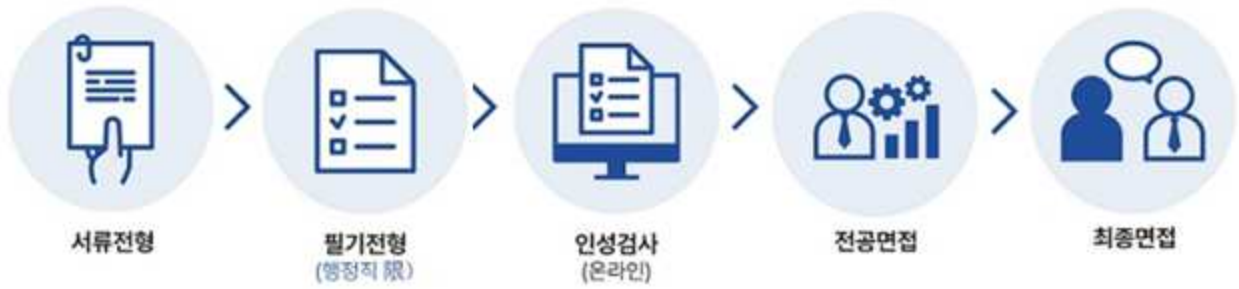 서류전형
필기전형
(행정직 限)
인성검사
(온라인)
전공면접
최종면접